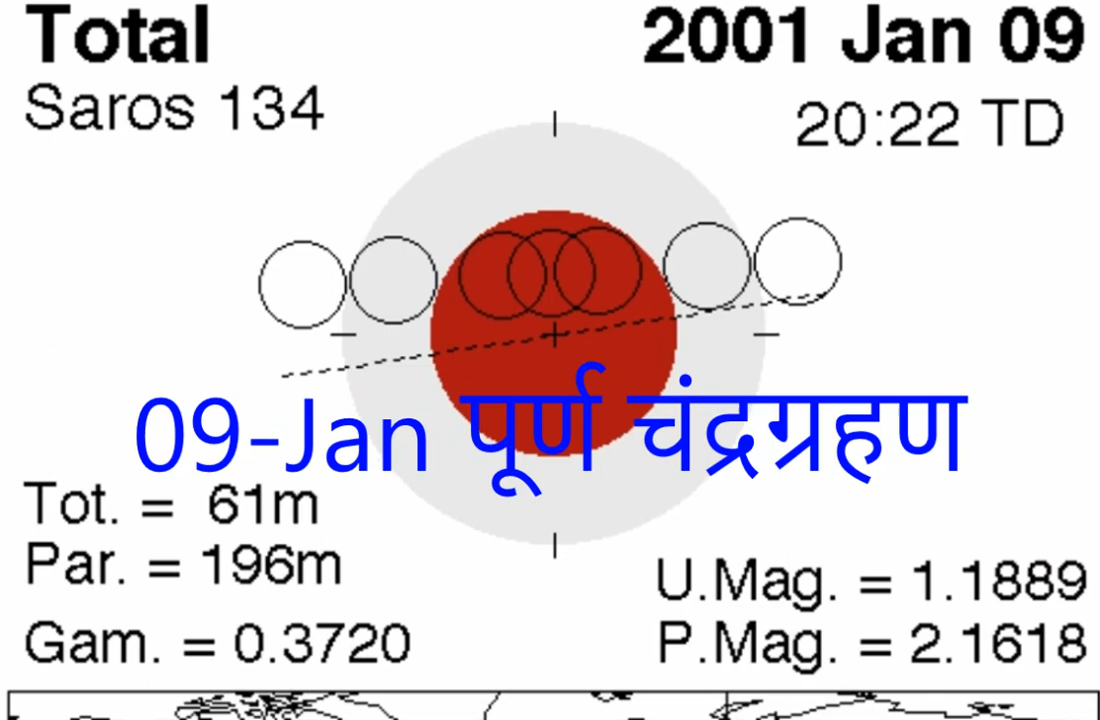 Total
2001 Jan 09
Saros 134
20:22 TD
09-Jan पूर्ण चंद्रग्रहण
Tot. = 61m
Par. = 196m
U.Mag. = 1.1889
Gam. = 0.3720
P.Mag. = 2.1618